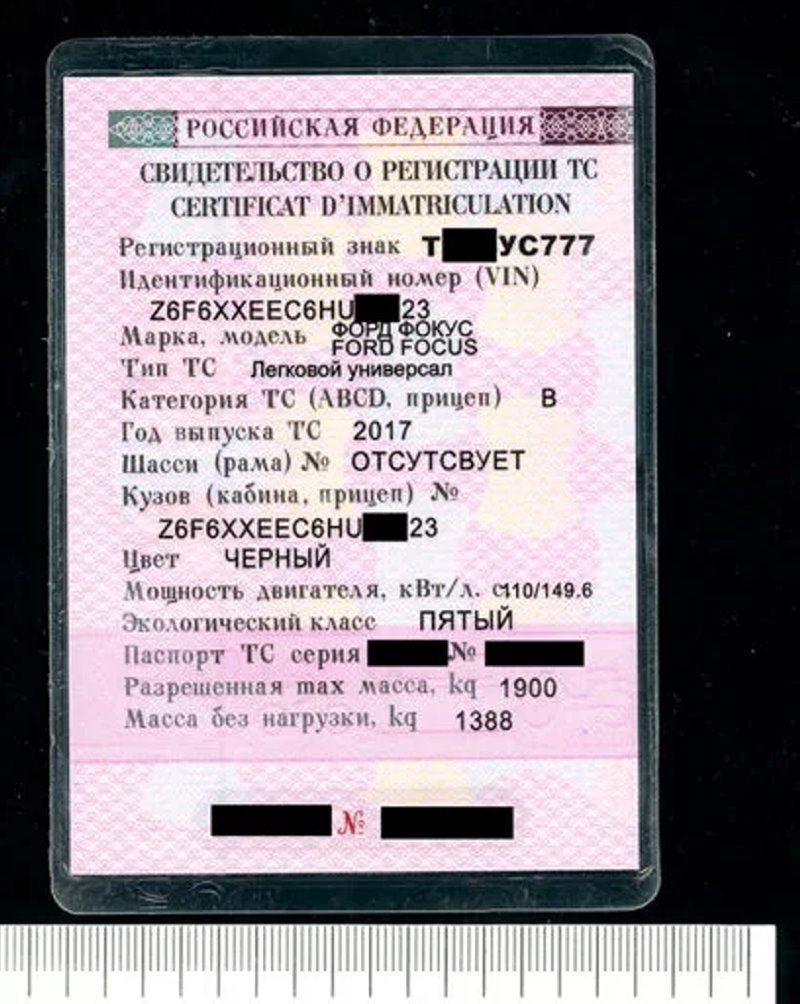 РОССИЙСКАЯ ФЕДЕРАЦИЯ
СВИДЕТЕЛЬСТВО О РЕГИСТРАЦИИ ТС
CERTIFICAT D'IMMATRICULATION
Регистрационный знак Т УС777
Идентификационный номер (VIN)
Z6F6XXEEC6HU 23
Марка, модель ФОРД ФОКУС
FORD FOCUS
Тип ТС Легковой универсал
Категория ТС (ABCD, прицеп) B
Год выпуска ТС 2017
Шасси (рама) № ОТСУТСВУЕТ
Кузов (кабина, прицеп) №
Z6F6XXEEC6HU 23
Цвет ЧЕРНЫЙ
Мощность двигателя, кВт/л. с110/149.6
Экологический класс ПЯТЫЙ
Паспорт ТС серия №
Разрешенная max масса, kg 1900
Масса без нагрузки, kg 1388
№